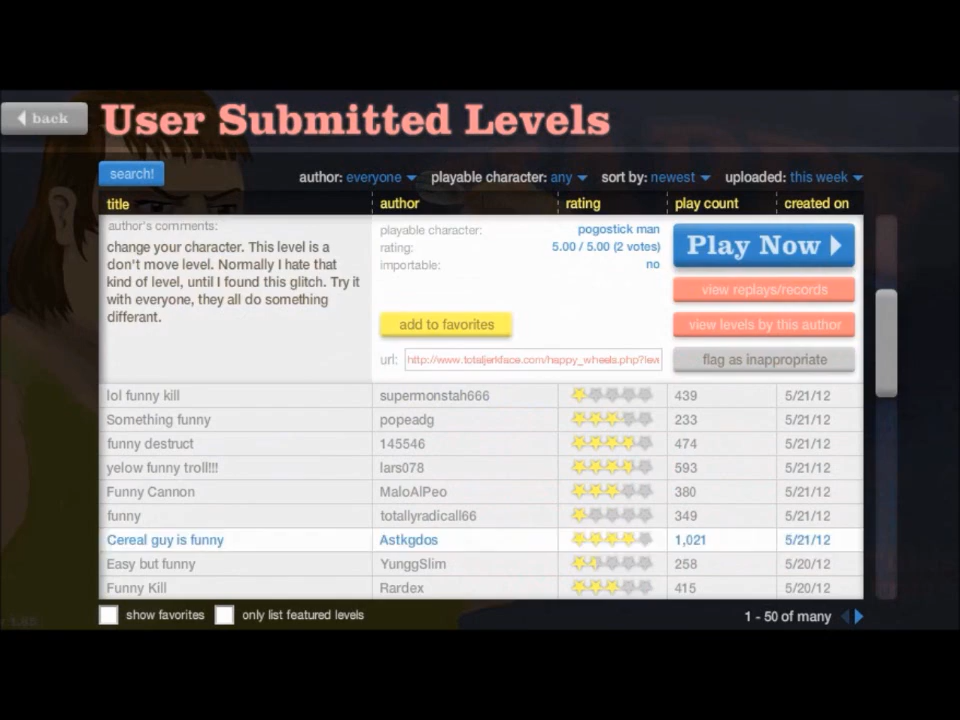 back
User Submitted Levels
search!
author: everyone playable character: any sort by: newest uploaded: this week
title author rating play count created on
author's comments:
change your character. This level is a
don't move level. Normally I hate that
kind of level, until I found this glitch. Try it
with everyone, they all do something
differant.
playable character: pogostick man
rating: 5.00 / 5.00 (2 votes)
importable: no
add to favorites
url: http://www.totaljerkface.com/happy_wheels.php?lev
Play Now
view replays/records
view levels by this author
flag as inappropriate
lol funny kill supermonstah666 439 5/21/12
Something funny popeadg 233 5/21/12
funny destruct 145546 474 5/21/12
yelow funny troll!!! lars078 593 5/21/12
Funny Cannon MaloAlPeo 380 5/21/12
funny totallyradicall66 349 5/21/12
Cereal guy is funny Astkgdos 1,021 5/21/12
Easy but funny YunggSlim 258 5/20/12
Funny Kill Rardex 415 5/20/12
show favorites only list featured levels 1 - 50 of many